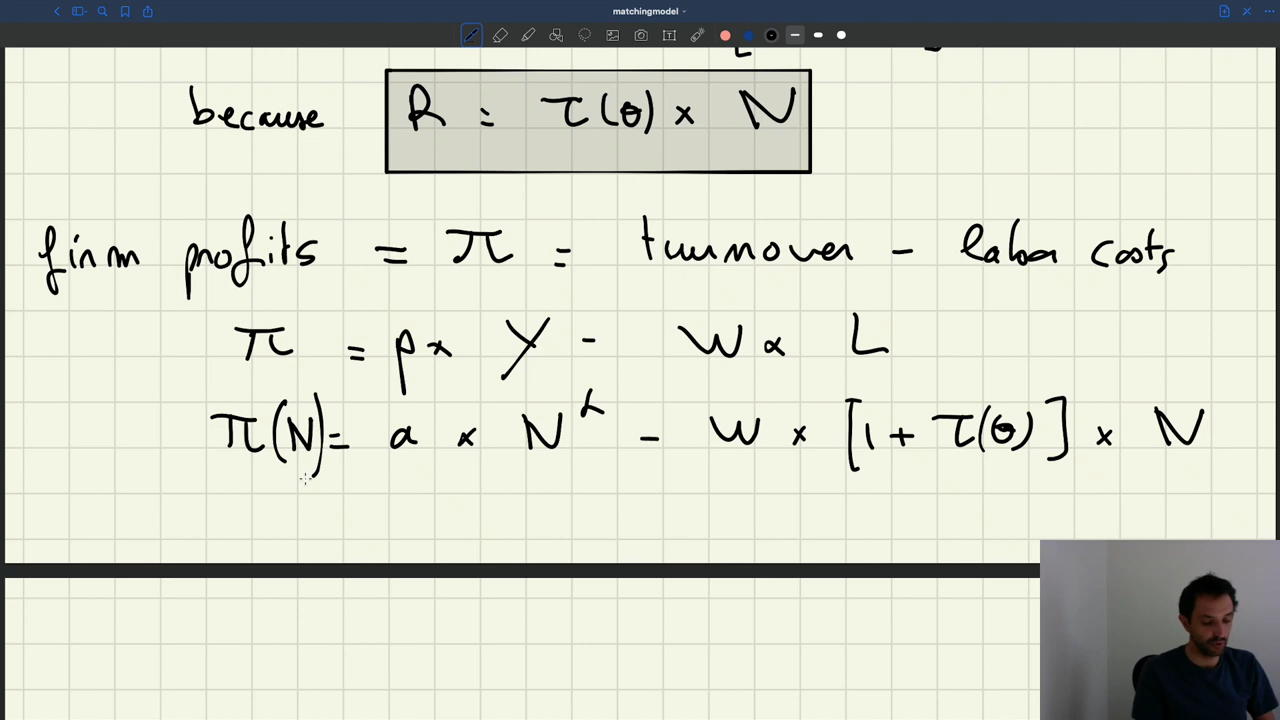 matchingmodel
because R = τ(θ) × N
firm profits = π = turnover - labor costs
π = p × Y - W × L
π(N) = a × N^α - W × [1 + τ(θ)] × N